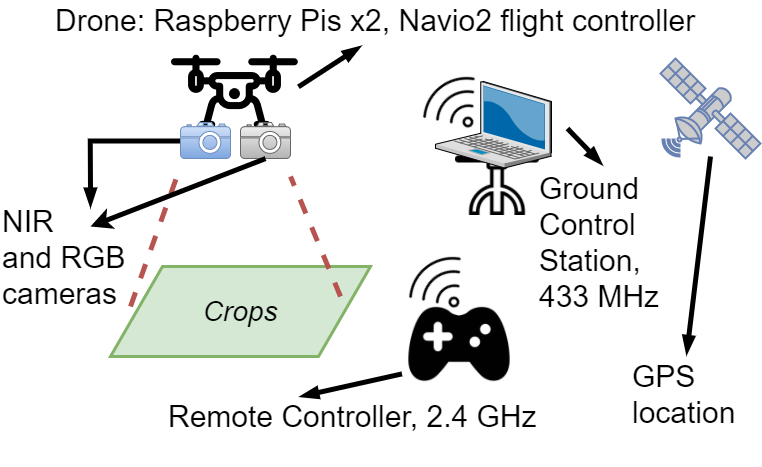 Drone: Raspberry Pis x2, Navio2 flight controller
NIR
and RGB
cameras
Crops
Ground
Control
Station,
433 MHz
GPS
location
Remote Controller, 2.4 GHz